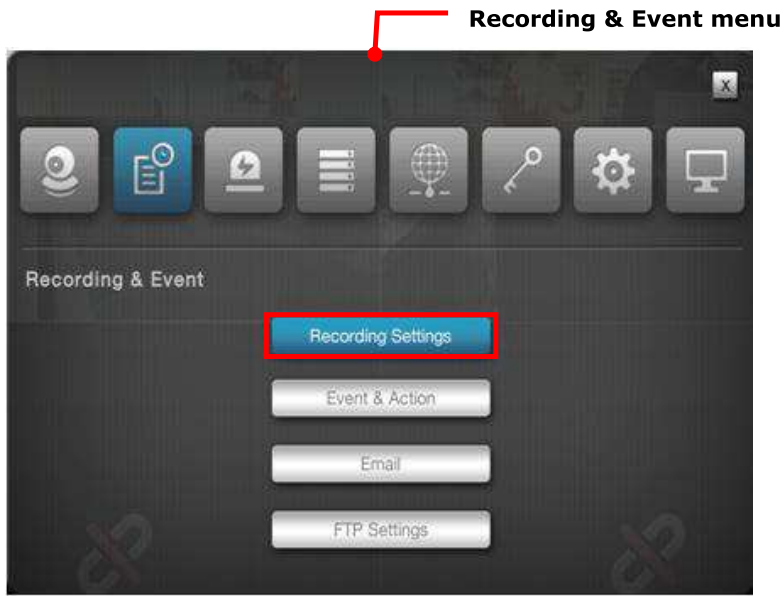 Recording & Event menu
X
Recording & Event
Recording Settings
Event & Action
Email
FTP Settings